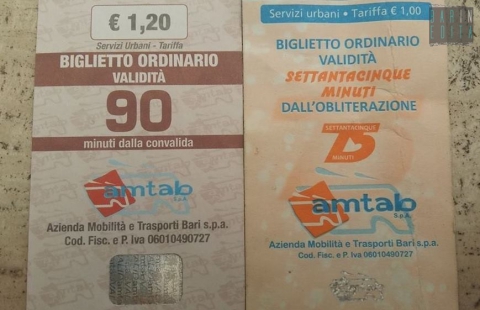 € 1,20
Servizi Urbani - Tariffa
BIGLIETTO ORDINARIO
VALIDITÀ
90
minuti dalla convalida
amtab
S.p.A.
Azienda Mobilità e Trasporti Bari s.p.a.
Cod. Fisc. e P. Iva 06010490727
Servizi urbani • Tariffa € 1,00
BIGLIETTO ORDINARIO
VALIDITÀ
SETTANTACINQUE
MINUTI
DALL'OBLITERAZIONE
SETTANTACINQUE
75
MINUTI
amtab
S.p.A.
Azienda Mobilità e Trasporti Bari s.p.a.
Cod. Fisc. e P. Iva 06010490727